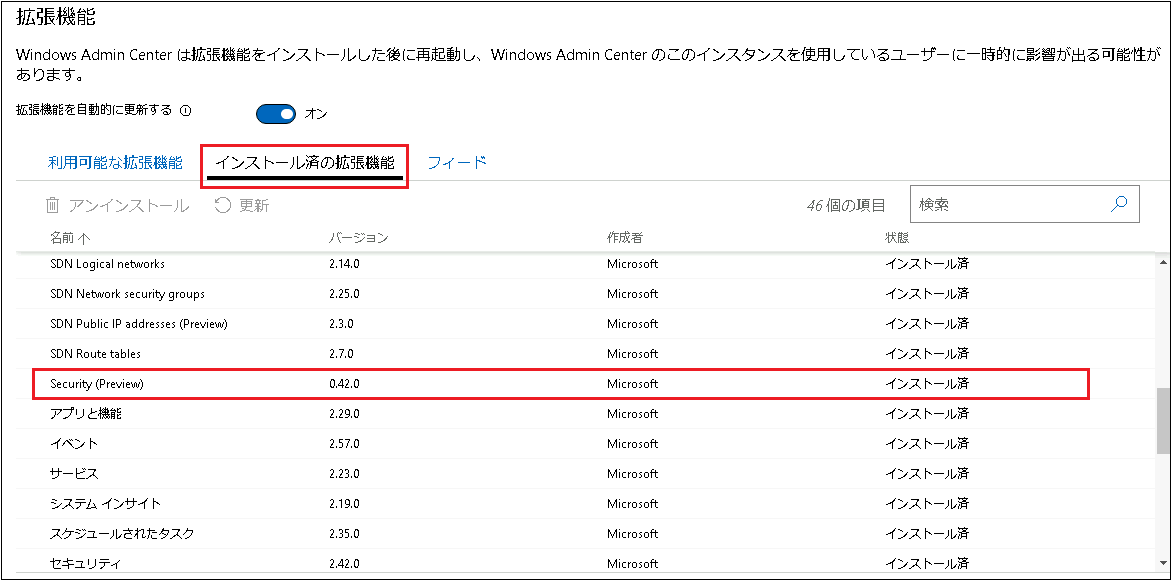 拡張機能
Windows Admin Center は拡張機能をインストールした後に再起動し、Windows Admin Center のこのインスタンスを使用しているユーザーに一時的に影響が出る可能性が
あります。
拡張機能を自動的に更新する オン
利用可能な拡張機能 インストール済の拡張機能 フィード
アンインストール 更新 46 個の項目 検索
名前 バージョン 作成者 状態
SDN Logical networks 2.14.0 Microsoft インストール済
SDN Network security groups 2.25.0 Microsoft インストール済
SDN Public IP addresses (Preview) 2.3.0 Microsoft インストール済
SDN Route tables 2.7.0 Microsoft インストール済
Security (Preview) 0.42.0 Microsoft インストール済
アプリと機能 2.29.0 Microsoft インストール済
イベント 2.57.0 Microsoft インストール済
サービス 2.23.0 Microsoft インストール済
システム インサイト 2.19.0 Microsoft インストール済
スケジュールされたタスク 2.35.0 Microsoft インストール済
セキュリティ 2.42.0 Microsoft インストール済